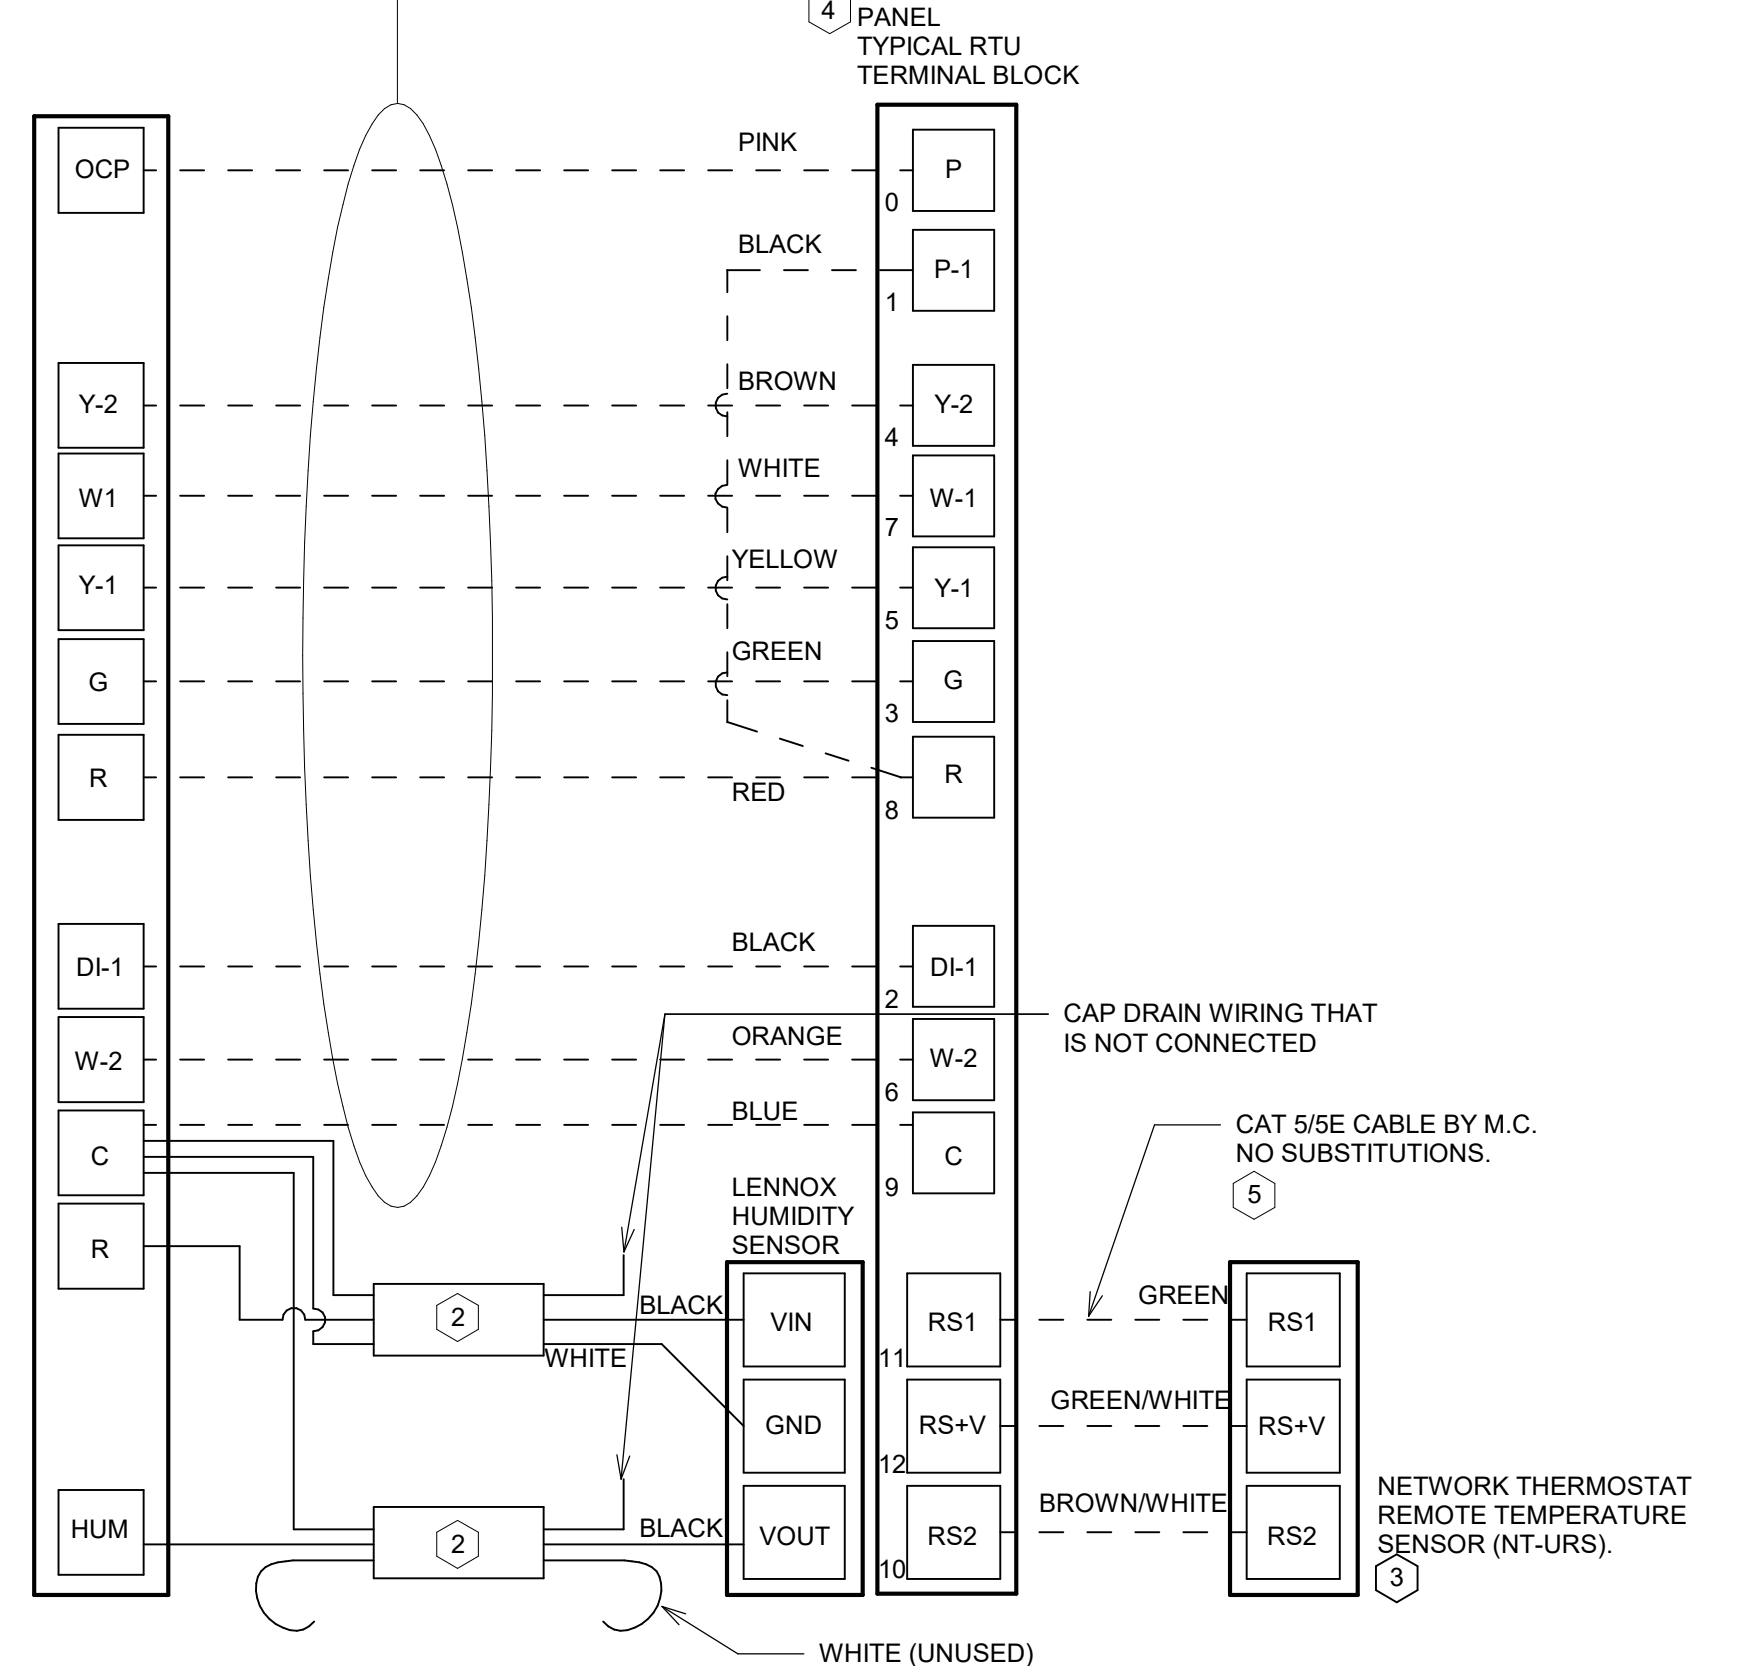 4
PANEL
TYPICAL RTU
TERMINAL BLOCK
OCP
PINK
P
0
BLACK
P-1
1
Y-2
BROWN
Y-2
4
W1
WHITE
W-1
7
Y-1
YELLOW
Y-1
5
G
GREEN
G
3
R
RED
R
8
DI-1
BLACK
DI-1
2
CAP DRAIN WIRING THAT
IS NOT CONNECTED
W-2
ORANGE
W-2
6
C
BLUE
C
9
CAT 5/5E CABLE BY M.C.
NO SUBSTITUTIONS.
5
R
LENNOX
HUMIDITY
SENSOR
2
BLACK
WHITE
VIN
RS1
11
GREEN
RS1
GND
RS+V
12
GREEN/WHITE
RS+V
HUM
2
BLACK
VOUT
RS2
10
BROWN/WHITE
RS2
NETWORK THERMOSTAT
REMOTE TEMPERATURE
SENSOR (NT-URS).
3
WHITE (UNUSED)